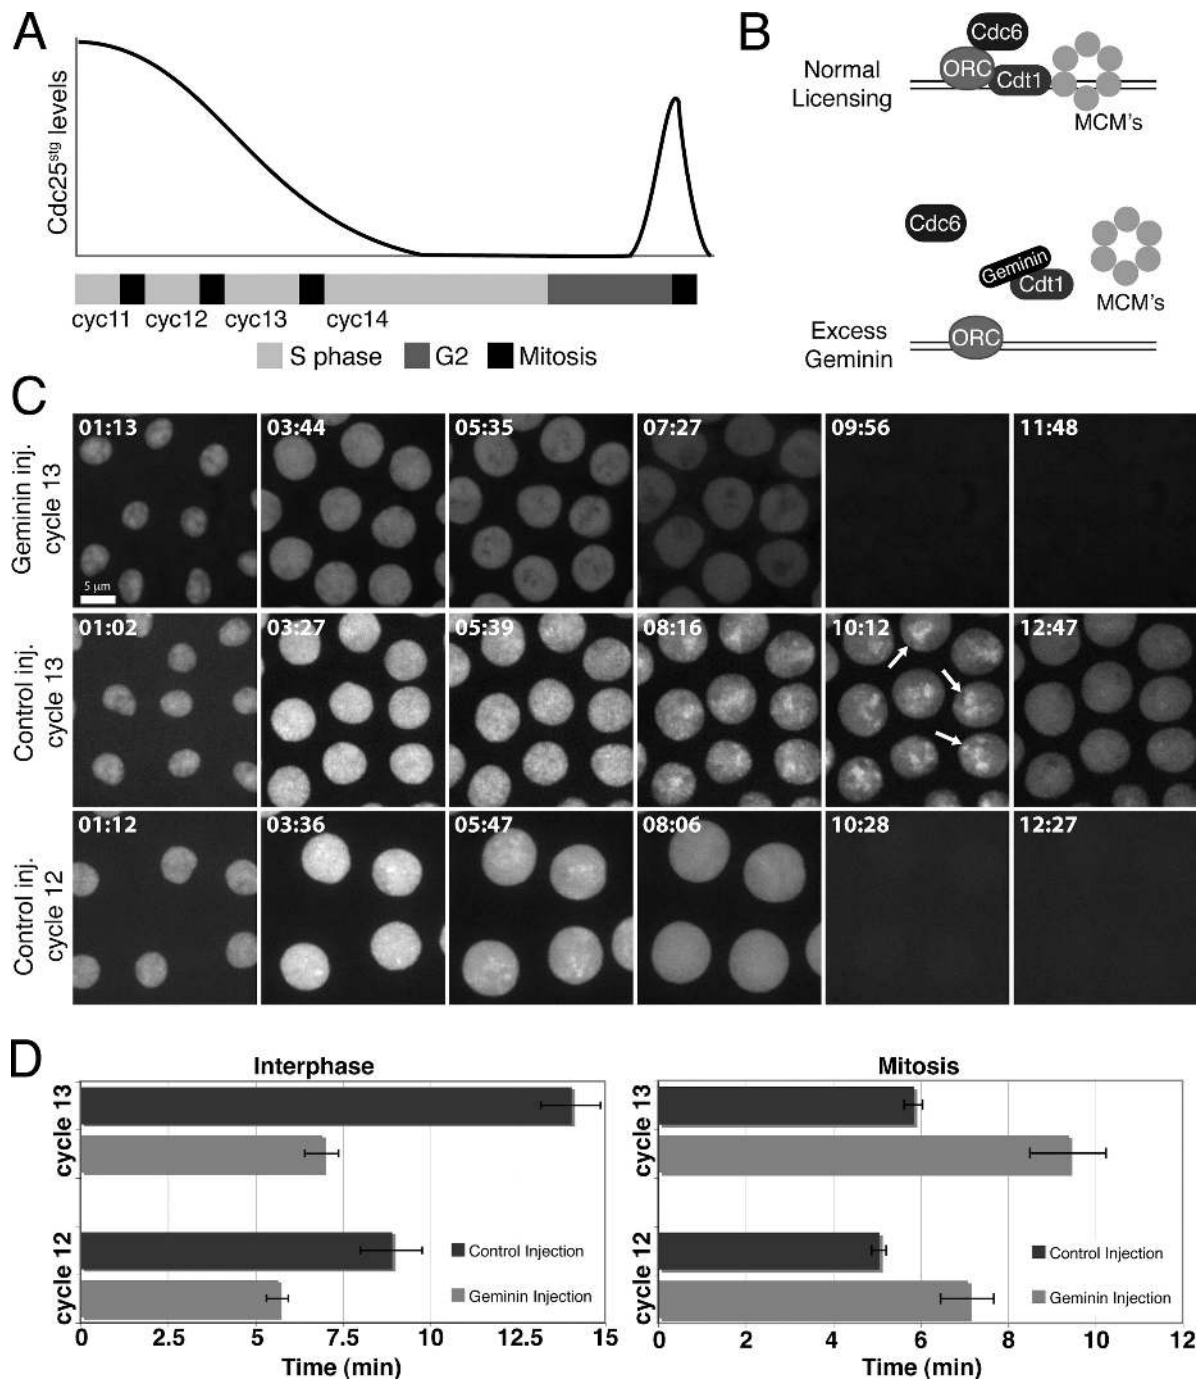 A
Cdc25stg levels
cyc11
cyc12
cyc13
cyc14
S phase
G2
Mitosis
B
Normal
Licensing
Cdc6
ORC
Cdt1
MCM's
Cdc6
Geminin
Cdt1
MCM's
Excess
Geminin
ORC
C
Geminin inj.
cycle 13
01:13
03:44
05:35
07:27
09:56
11:48
5 μm
Control inj.
cycle 13
01:02
03:27
05:39
08:16
10:12
12:47
Control inj.
cycle 12
01:12
03:36
05:47
08:06
10:28
12:27
D
Interphase
cycle 13
cycle 12
Control Injection
Geminin Injection
0
2.5
5
7.5
10
12.5
15
Time (min)
Mitosis
cycle 13
cycle 12
Control Injection
Geminin Injection
0
2
4
6
8
10
12
Time (min)